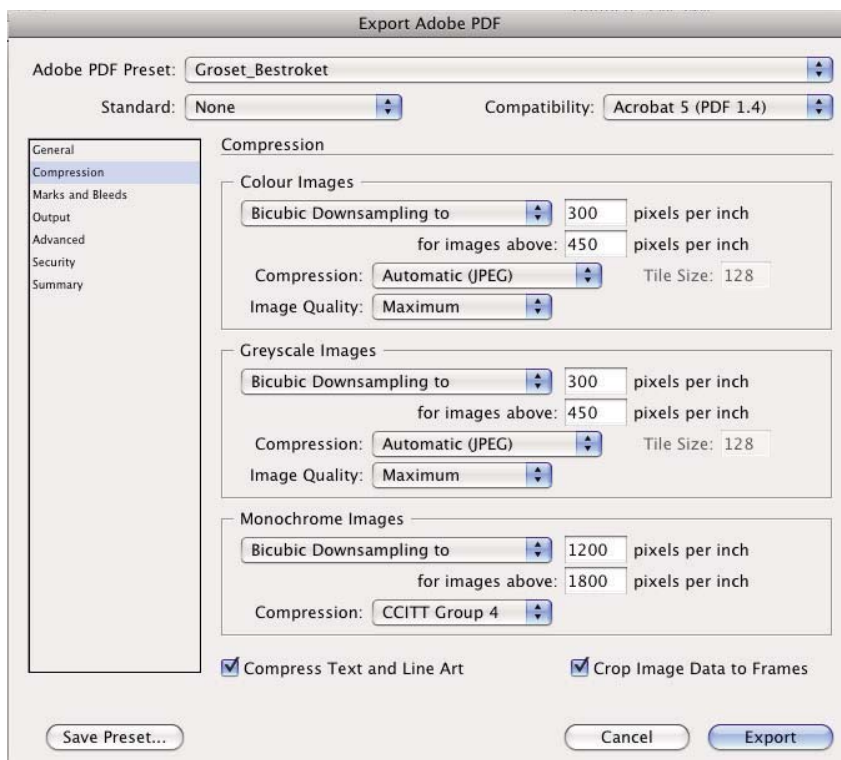 Export Adobe PDF
Adobe PDF Preset: Groset_Bestroket
Standard: None Compatibility: Acrobat 5 (PDF 1.4)
General
Compression
Marks and Bleeds
Output
Advanced
Security
Summary
Compression
Colour Images
Bicubic Downsampling to 300 pixels per inch
for images above: 450 pixels per inch
Compression: Automatic (JPEG) Tile Size: 128
Image Quality: Maximum
Greyscale Images
Bicubic Downsampling to 300 pixels per inch
for images above: 450 pixels per inch
Compression: Automatic (JPEG) Tile Size: 128
Image Quality: Maximum
Monochrome Images
Bicubic Downsampling to 1200 pixels per inch
for images above: 1800 pixels per inch
Compression: CCITT Group 4
Compress Text and Line Art Crop Image Data to Frames
Save Preset... Cancel Export